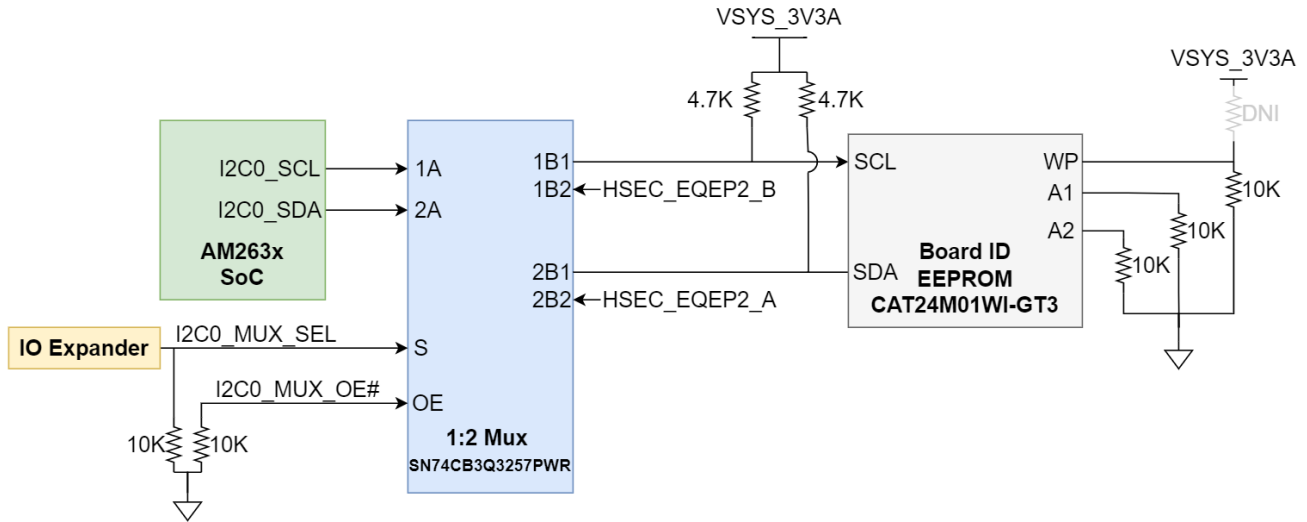 VSYS_3V3A
VSYS_3V3A
4.7K
4.7K
DNI
I2C0_SCL
I2C0_SDA
AM263x
SoC
1A
2A
1B1
1B2
HSEC_EQEP2_B
2B1
2B2
HSEC_EQEP2_A
SCL
SDA
WP
A1
A2
Board ID
EEPROM
CAT24M01WI-GT3
10K
10K
10K
IO Expander
I2C0_MUX_SEL
S
I2C0_MUX_OE#
OE
10K
10K
1:2 Mux
SN74CB3Q3257PWR